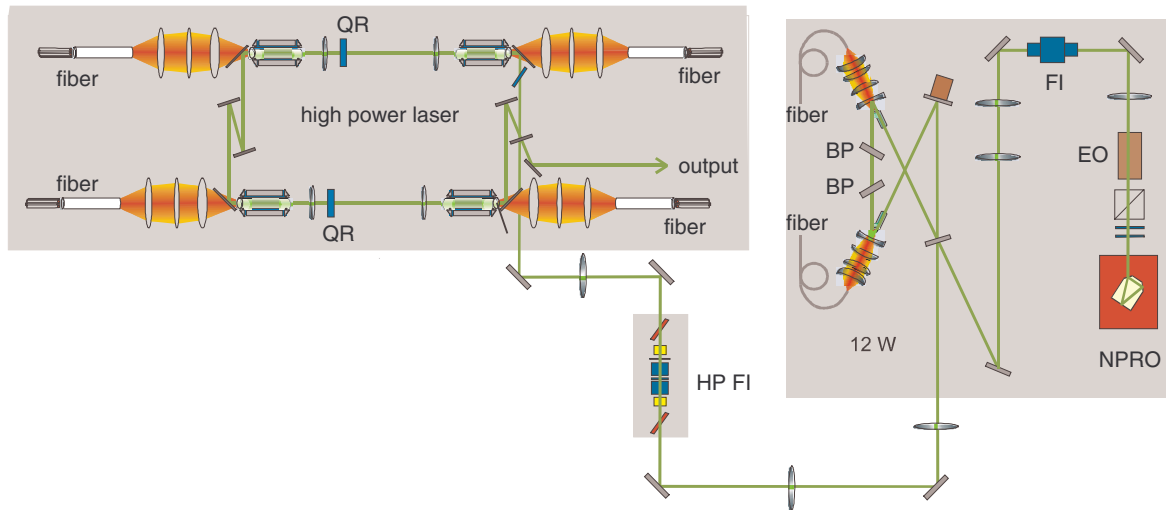 QR
fiber
fiber
high power laser
output
fiber
fiber
QR
FI
fiber
BP
EO
BP
fiber
12 W
NPRO
HP FI